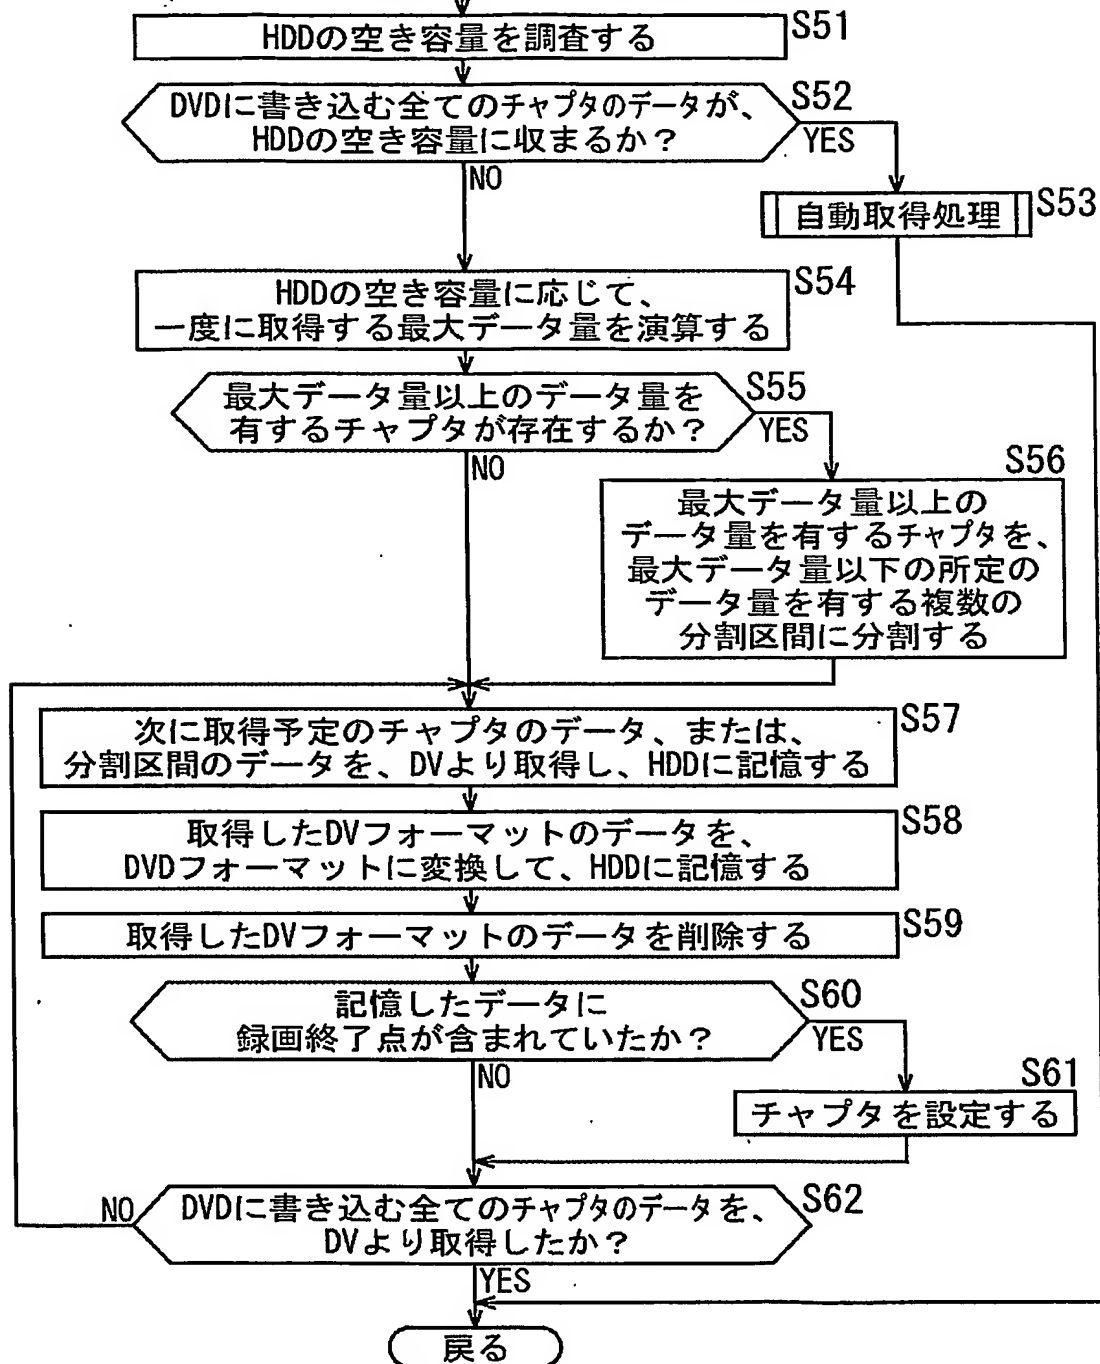 HDDの空き容量を調査する
S51
DVDに書き込む全てのチャプタのデータが、
HDDの空き容量に収まるか?
S52
YES
NO
自動取得処理
S53
HDDの空き容量に応じて、
一度に取得する最大データ量を演算する
S54
最大データ量以上のデータ量を
有するチャプタが存在するか?
S55
YES
NO
S56
最大データ量以上の
データ量を有するチャプタを、
最大データ量以下の所定の
データ量を有する複数の
分割区間に分割する
次に取得予定のチャプタのデータ、または、
分割区間のデータを、DVより取得し、HDDに記憶する
S57
取得したDVフォーマットのデータを、
DVDフォーマットに変換して、HDDに記憶する
S58
取得したDVフォーマットのデータを削除する
S59
記憶したデータに
録画終了点が含まれていたか?
S60
YES
NO
S61
チャプタを設定する
NO
DVDに書き込む全てのチャプタのデータを、
DVより取得したか?
S62
YES
戻る